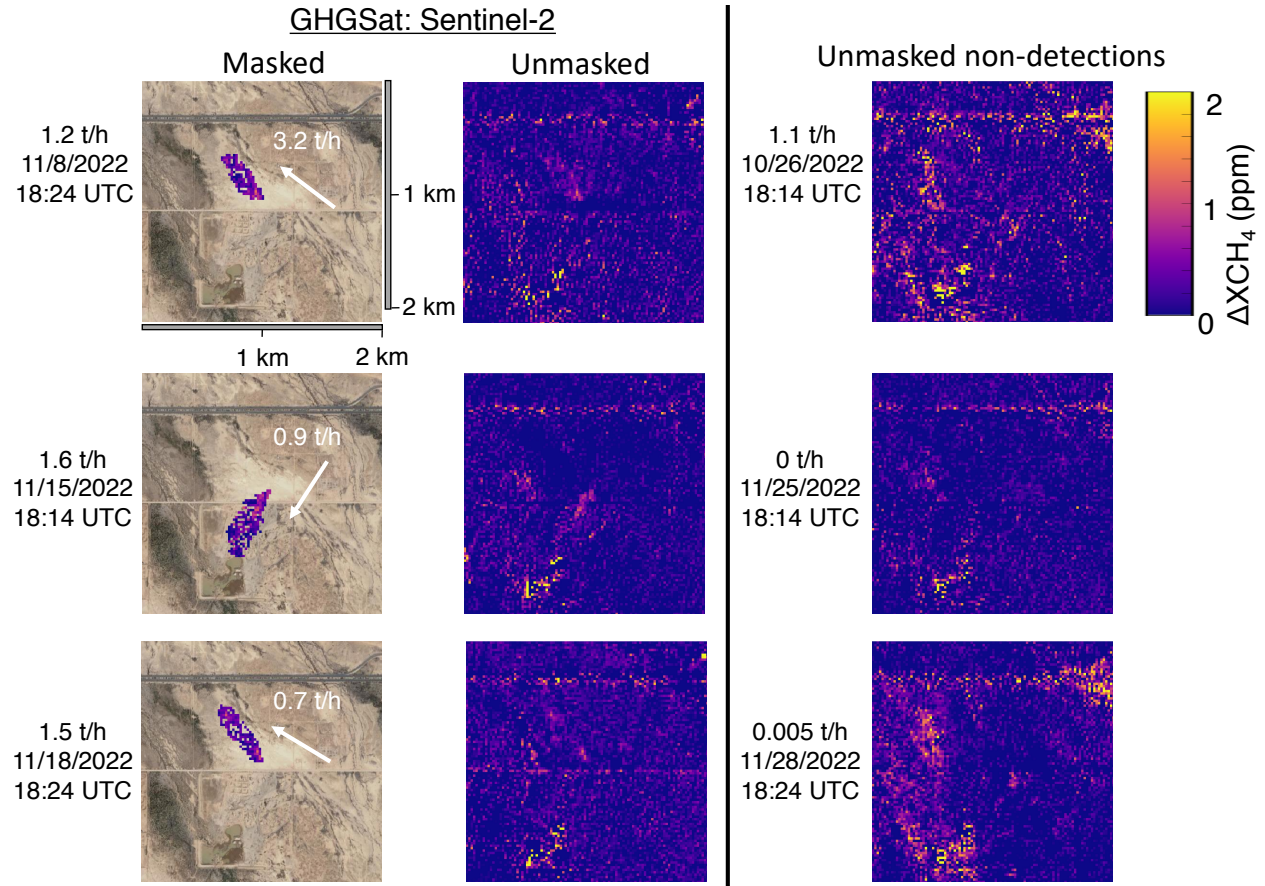 GHGSat: Sentinel-2
Masked
Unmasked
Unmasked non-detections
1.2 t/h
11/8/2022
18:24 UTC
3.2 t/h
1 km
2 km
1 km
2 km
1.1 t/h
10/26/2022
18:14 UTC
2
1
0
ΔXCH₄ (ppm)
1.6 t/h
11/15/2022
18:14 UTC
0.9 t/h
0 t/h
11/25/2022
18:14 UTC
1.5 t/h
11/18/2022
18:24 UTC
0.7 t/h
0.005 t/h
11/28/2022
18:24 UTC